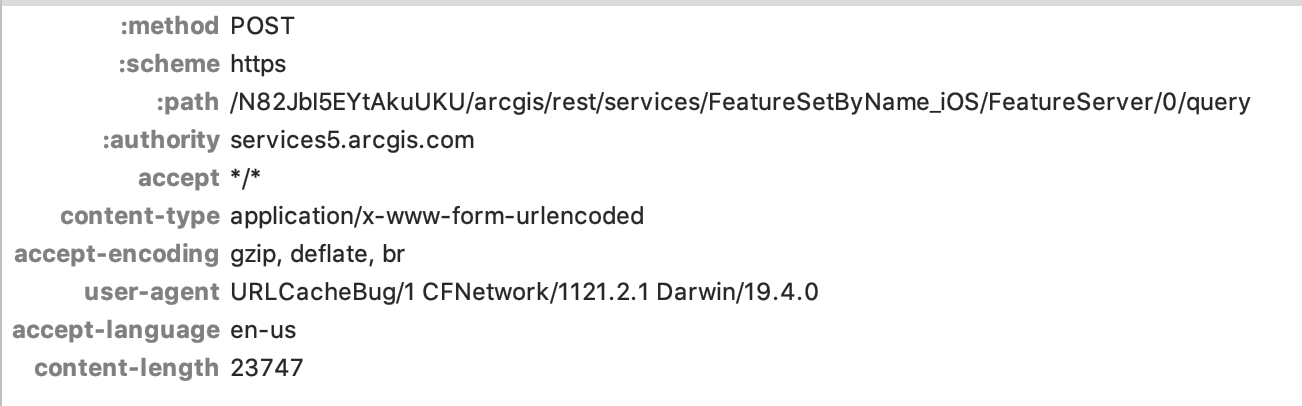 :method POST
:scheme https
:path /N82JbI5EYtAkuUKU/arcgis/rest/services/FeatureSetByName_iOS/FeatureServer/0/query
:authority services5.arcgis.com
accept */*
content-type application/x-www-form-urlencoded
accept-encoding gzip, deflate, br
user-agent URLCacheBug/1 CFNetwork/1121.2.1 Darwin/19.4.0
accept-language en-us
content-length 23747